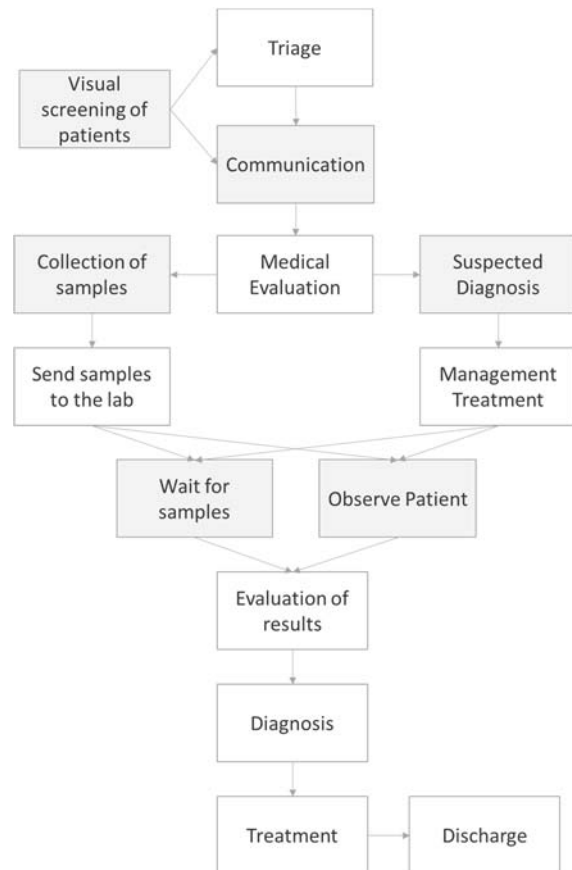 Triage
Visual
screening of
patients
Communication
Collection of
samples
Medical
Evaluation
Suspected
Diagnosis
Send samples
to the lab
Management
Treatment
Wait for
samples
Observe Patient
Evaluation of
results
Diagnosis
Treatment
Discharge